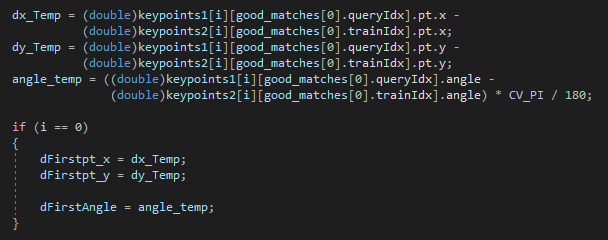 dx_Temp = (double)keypoints1[i][good_matches[0].queryIdx].pt.x -
(double)keypoints2[i][good_matches[0].trainIdx].pt.x;
dy_Temp = (double)keypoints1[i][good_matches[0].queryIdx].pt.y -
(double)keypoints2[i][good_matches[0].trainIdx].pt.y;
angle_temp = ((double)keypoints1[i][good_matches[0].queryIdx].angle -
(double)keypoints2[i][good_matches[0].trainIdx].angle) * CV_PI / 180;
if (i == 0)
{
dFirstpt_x = dx_Temp;
dFirstpt_y = dy_Temp;
dFirstAngle = angle_temp;
}